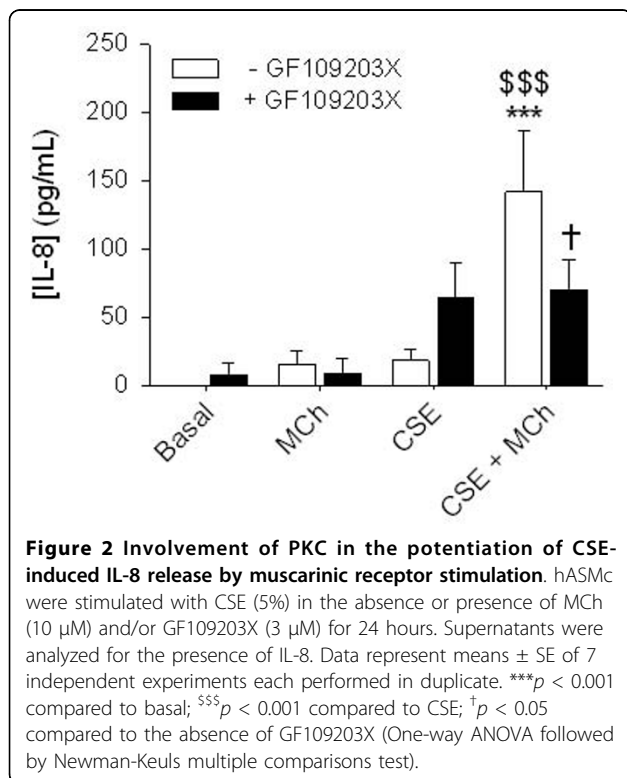 250
200
150
100
50
0
[IL-8] (pg/mL)
- GF109203X
+ GF109203X
$$$
***
†
Basal
MCh
CSE
CSE + MCh
Figure 2 Involvement of PKC in the potentiation of CSE-
induced IL-8 release by muscarinic receptor stimulation. hASMc
were stimulated with CSE (5%) in the absence or presence of MCh
(10 μM) and/or GF109203X (3 μM) for 24 hours. Supernatants were
analyzed for the presence of IL-8. Data represent means ± SE of 7
independent experiments each performed in duplicate. ***p < 0.001
compared to basal; $$$p < 0.001 compared to CSE; †p < 0.05
compared to the absence of GF109203X (One-way ANOVA followed
by Newman-Keuls multiple comparisons test).